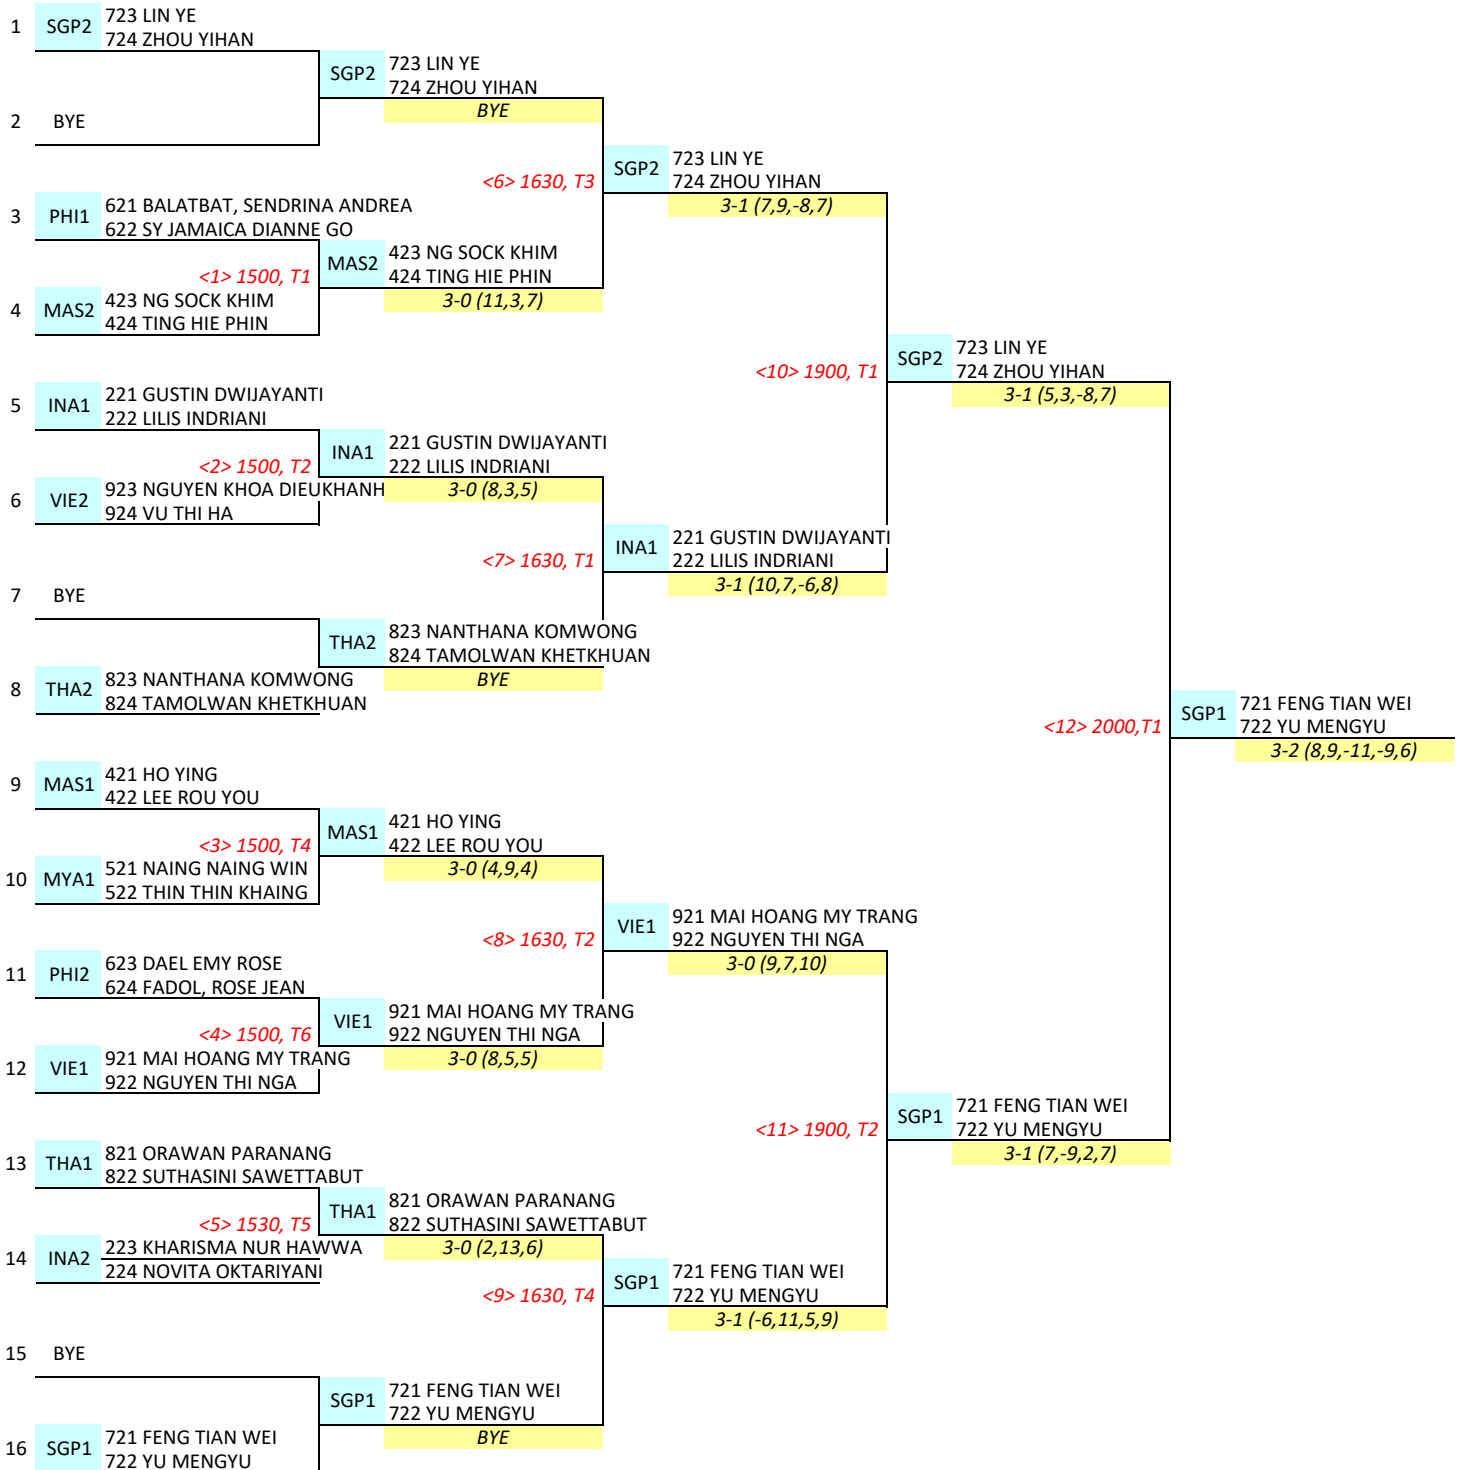 1 SGP2 723 LIN YE
724 ZHOU YIHAN
SGP2 723 LIN YE
724 ZHOU YIHAN
BYE
2 BYE
<6> 1630, T3
SGP2 723 LIN YE
724 ZHOU YIHAN
3-1 (7,9,-8,7)
3 PHI1 621 BALATBAT, SENDRINA ANDREA
622 SY JAMAICA DIANNE GO
<1> 1500, T1
MAS2 423 NG SOCK KHIM
424 TING HIE PHIN
3-0 (11,3,7)
4 MAS2 423 NG SOCK KHIM
424 TING HIE PHIN
<10> 1900, T1
SGP2 723 LIN YE
724 ZHOU YIHAN
3-1 (5,3,-8,7)
5 INA1 221 GUSTIN DWIJAYANTI
222 LILIS INDRIANI
<2> 1500, T2
INA1 221 GUSTIN DWIJAYANTI
222 LILIS INDRIANI
3-0 (8,3,5)
6 VIE2 923 NGUYEN KHOA DIEUKHANH
924 VU THI HA
<7> 1630, T1
INA1 221 GUSTIN DWIJAYANTI
222 LILIS INDRIANI
3-1 (10,7,-6,8)
7 BYE
THA2 823 NANTHANA KOMWONG
824 TAMOLWAN KHETKHUAN
BYE
8 THA2 823 NANTHANA KOMWONG
824 TAMOLWAN KHETKHUAN
<12> 2000,T1
SGP1 721 FENG TIAN WEI
722 YU MENGYU
3-2 (8,9,-11,-9,6)
9 MAS1 421 HO YING
422 LEE ROU YOU
<3> 1500, T4
MAS1 421 HO YING
422 LEE ROU YOU
3-0 (4,9,4)
10 MYA1 521 NAING NAING WIN
522 THIN THIN KHAING
<8> 1630, T2
VIE1 921 MAI HOANG MY TRANG
922 NGUYEN THI NGA
3-0 (9,7,10)
11 PHI2 623 DAEL EMY ROSE
624 FADOL, ROSE JEAN
<4> 1500, T6
VIE1 921 MAI HOANG MY TRANG
922 NGUYEN THI NGA
3-0 (8,5,5)
12 VIE1 921 MAI HOANG MY TRANG
922 NGUYEN THI NGA
<11> 1900, T2
SGP1 721 FENG TIAN WEI
722 YU MENGYU
3-1 (7,-9,2,7)
13 THA1 821 ORAWAN PARANANG
822 SUTHASINI SAWETTABUT
<5> 1530, T5
THA1 821 ORAWAN PARANANG
822 SUTHASINI SAWETTABUT
3-0 (2,13,6)
14 INA2 223 KHARISMA NUR HAWWA
224 NOVITA OKTARIYANI
<9> 1630, T4
SGP1 721 FENG TIAN WEI
722 YU MENGYU
3-1 (-6,11,5,9)
15 BYE
SGP1 721 FENG TIAN WEI
722 YU MENGYU
BYE
16 SGP1 721 FENG TIAN WEI
722 YU MENGYU